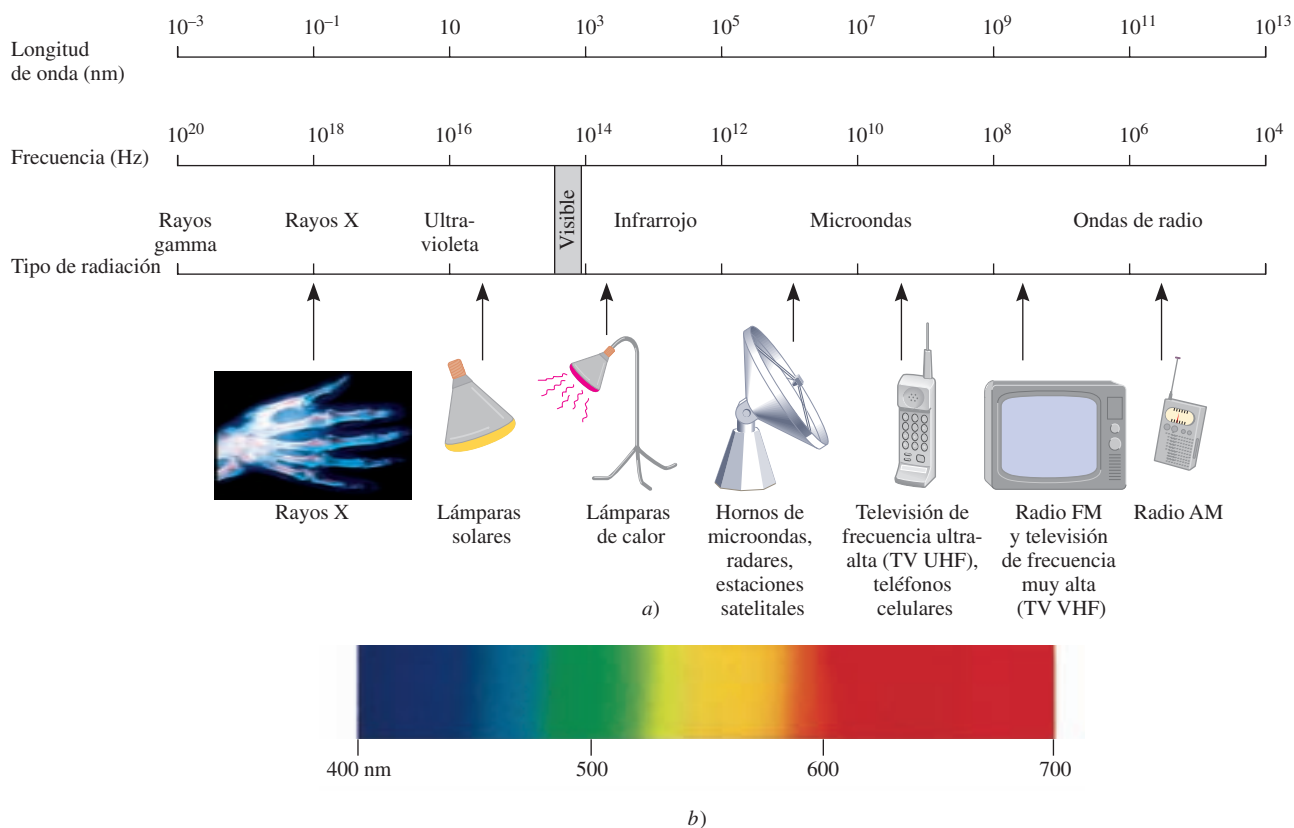 10⁻³ 10⁻¹ 10 10³ 10⁵ 10⁷ 10⁹ 10¹¹ 10¹³
Longitud
de onda (nm)
10²⁰ 10¹⁸ 10¹⁶ 10¹⁴ 10¹² 10¹⁰ 10⁸ 10⁶ 10⁴
Frecuencia (Hz)
Rayos
gamma
Rayos X
Ultra-
violeta
Visible
Infrarrojo
Microondas
Ondas de radio
Tipo de radiación
Rayos X
Lámparas
solares
Lámparas
de calor
Hornos de
microondas,
radares,
estaciones
satelitales
Televisión de
frecuencia ultra-
alta (TV UHF),
teléfonos
celulares
Radio FM
y televisión
de frecuencia
muy alta
(TV VHF)
Radio AM
a)
400 nm 500 600 700
b)